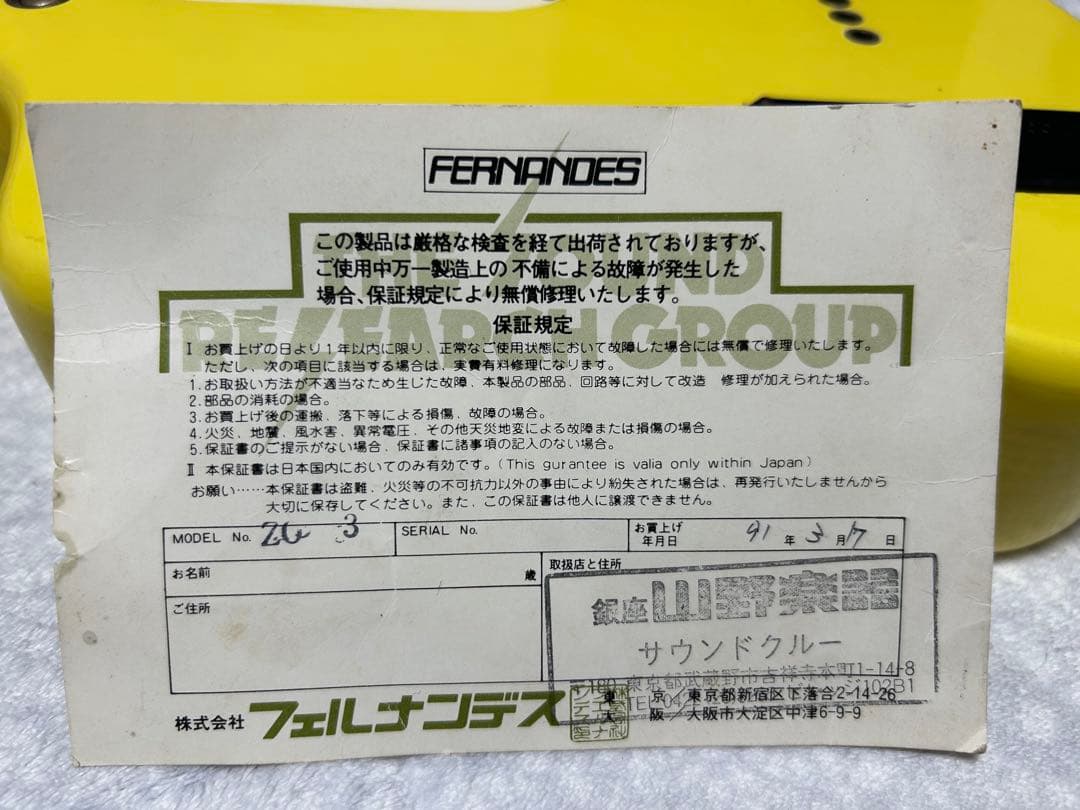 FERNANDES
THE SOUND
RESEARCH GROUP
この製品は厳格な検査を経て出荷されておりますが、
ご使用中万一製造上の不備による故障が発生した
場合、保証規定により無償修理いたします。
保証規定
I お買上げの日より1年以内に限り、正常なご使用状態において故障した場合には無償で修理いたします。
ただし、次の項目に該当する場合は、実費有料修理になります。
1.お取扱い方法が不適当なため生じた故障、本製品の部品、回路等に対して改造 修理が加えられた場合。
2.部品の消耗の場合。
3.お買上げ後の運搬、落下等による損傷、故障の場合。
4.火災、地震、風水害、異常電圧、その他天災地変による故障または損傷の場合。
5.保証書のご提示がない場合、保証書に諸事項の記入のない場合。
II 本保証書は日本国内においてのみ有効です。(This gurantee is valia only within Japan)
お願い……本保証書は盗難、火災等の不可抗力以外の事由により紛失された場合は、再発行いたしませんから
大切に保存してください。また、この保証書は他人に譲渡できません。
MODEL No. ZG 3
SERIAL No.
お買上げ年月日 91年3月17日
お名前 歳
ご住所
取扱店と住所
銀座山野楽器
サウンドクルー
180 東京都武蔵野市吉祥寺本町1-14-8
102B1
TEL 04
株式会社フェルナンデス
東京/東京都新宿区下落合2-14-26
大阪/大阪市大淀区中津6-9-9